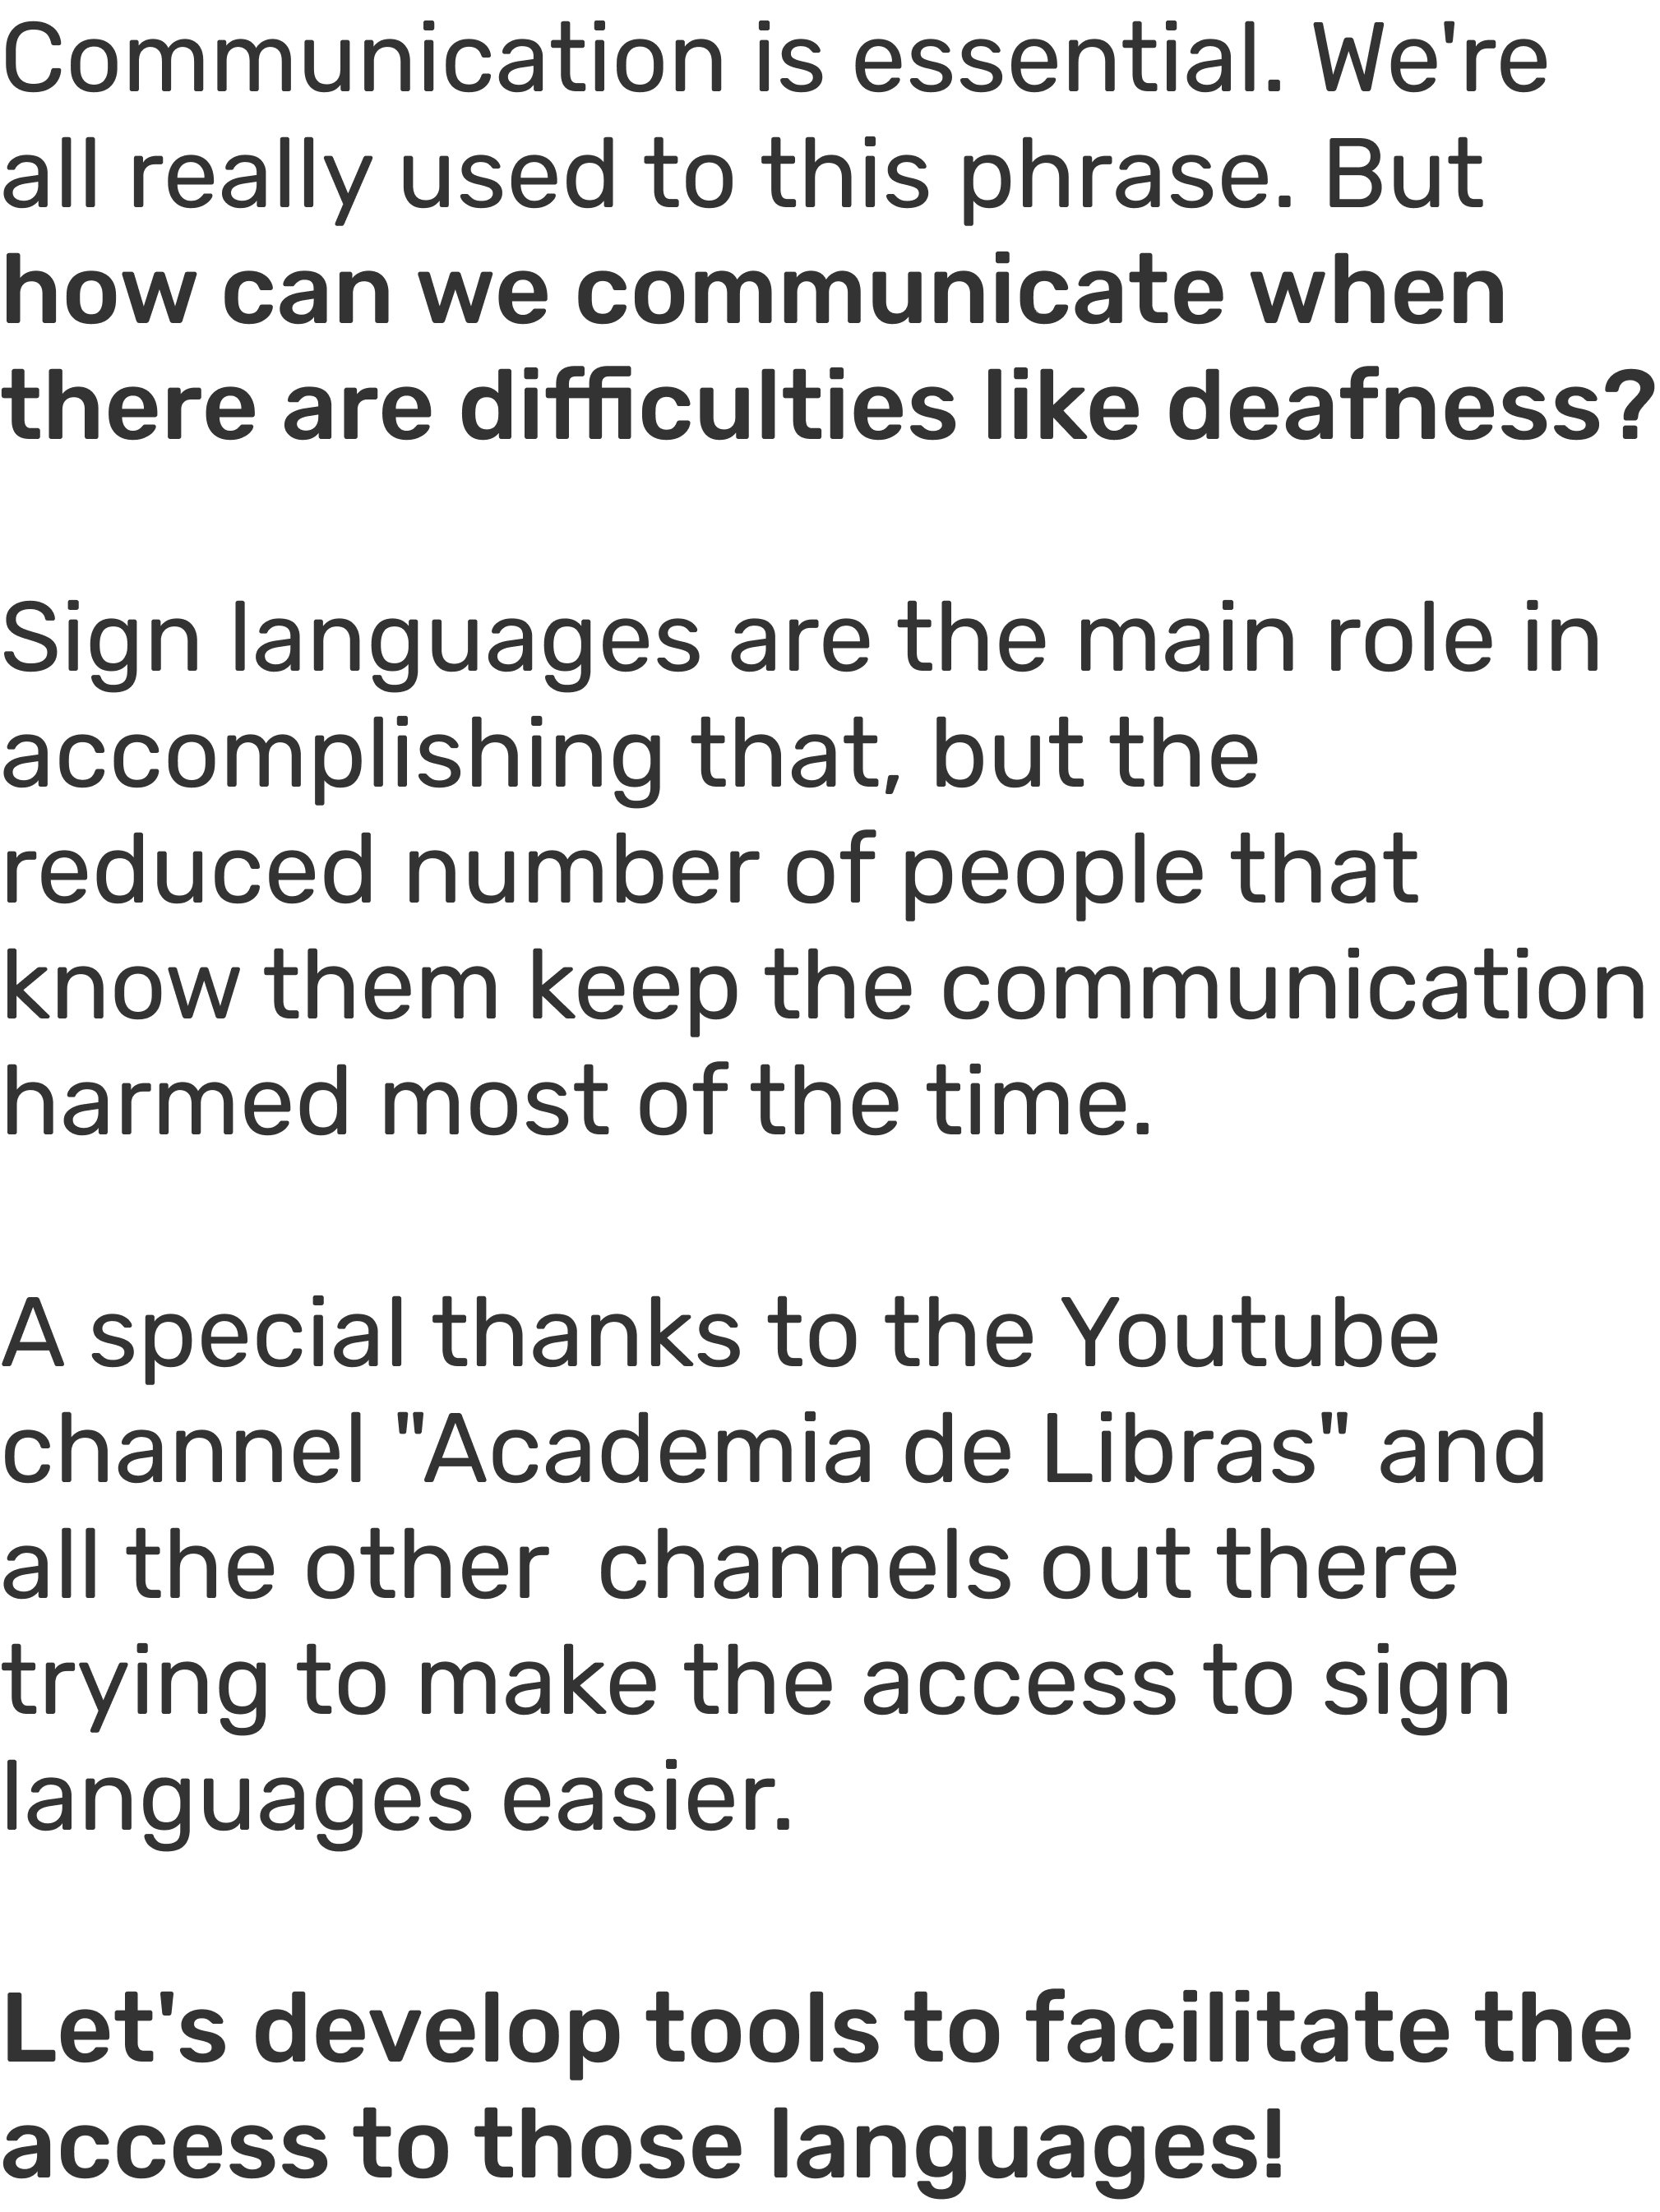 Communication is essential. We're
all really used to this phrase. But
how can we communicate when
there are difficulties like deafness?
Sign languages are the main role in
accomplishing that, but the
reduced number of people that
know them keep the communication
harmed most of the time.
A special thanks to the Youtube
channel "Academia de Libras" and
all the other  channels out there
trying to make the access to sign
languages easier.
Let's develop tools to facilitate the
access to those languages!